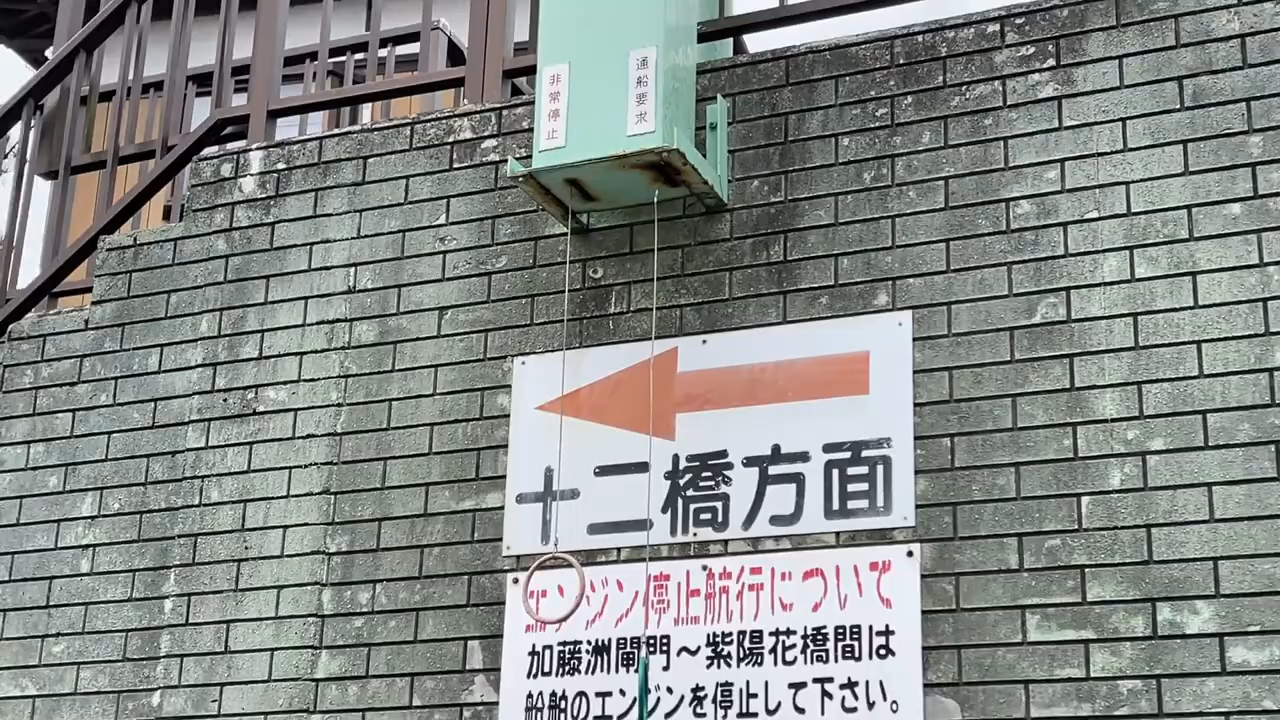 非常停止
通船要求
十二橋方面
エンジン停止航行について
加藤洲閘門～紫陽花橋間は
船舶のエンジンを停止して下さい。